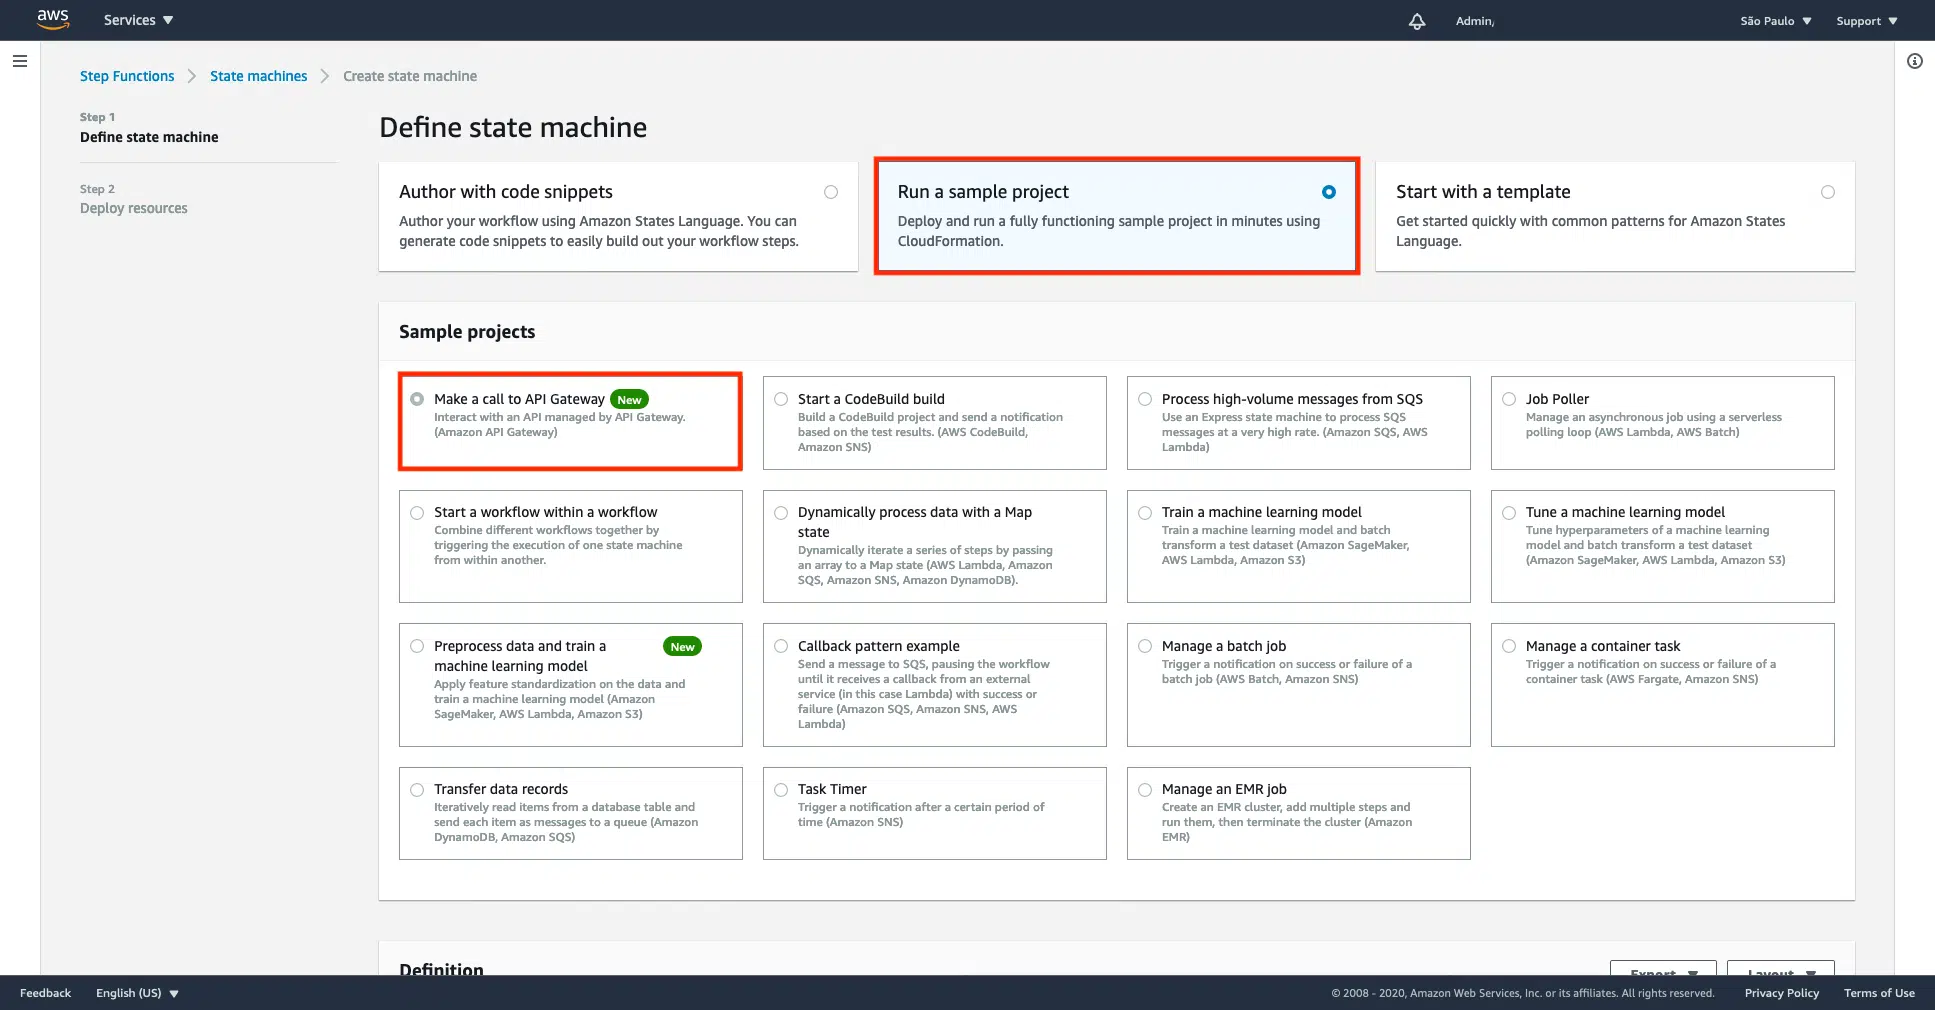 aws
Services
Admin,
São Paulo
Support
Step Functions
State machines
Create state machine
Step 1
Define state machine
Step 2
Deploy resources
Define state machine
Author with code snippets
Author your workflow using Amazon States Language. You can
generate code snippets to easily build out your workflow steps.
Run a sample project
Deploy and run a fully functioning sample project in minutes using
CloudFormation.
Start with a template
Get started quickly with common patterns for Amazon States
Language.
Sample projects
Make a call to API Gateway New
Interact with an API managed by API Gateway.
(Amazon API Gateway)
Start a CodeBuild build
Build a CodeBuild project and send a notification
based on the test results. (AWS CodeBuild,
Amazon SNS)
Process high-volume messages from SQS
Use an Express state machine to process SQS
messages at a very high rate. (Amazon SQS, AWS
Lambda)
Job Poller
Manage an asynchronous job using a serverless
polling loop (AWS Lambda, AWS Batch)
Start a workflow within a workflow
Combine different workflows together by
triggering the execution of one state machine
from within another.
Dynamically process data with a Map
state
Dynamically iterate a series of steps by passing
an array to a Map state (AWS Lambda, Amazon
SQS, Amazon SNS, Amazon DynamoDB).
Train a machine learning model
Train a machine learning model and batch
transform a test dataset (Amazon SageMaker,
AWS Lambda, Amazon S3)
Tune a machine learning model
Tune hyperparameters of a machine learning
model and batch transform a test dataset
(Amazon SageMaker, AWS Lambda, Amazon S3)
Preprocess data and train a New
machine learning model
Apply feature standardization on the data and
train a machine learning model (Amazon
SageMaker, AWS Lambda, Amazon S3)
Callback pattern example
Send a message to SQS, pausing the workflow
until it receives a callback from an external
service (in this case Lambda) with success or
failure (Amazon SQS, Amazon SNS, AWS
Lambda)
Manage a batch job
Trigger a notification on success or failure of a
batch job (AWS Batch, Amazon SNS)
Manage a container task
Trigger a notification on success or failure of a
container task (AWS Fargate, Amazon SNS)
Transfer data records
Iteratively read items from a database table and
send each item as messages to a queue (Amazon
DynamoDB, Amazon SQS)
Task Timer
Trigger a notification after a certain period of
time (Amazon SNS)
Manage an EMR job
Create an EMR cluster, add multiple steps and
run them, then terminate the cluster (Amazon
EMR)
Definition
Export
Layout
Feedback
English (US)
© 2008 - 2020, Amazon Web Services, Inc. or its affiliates. All rights reserved.
Privacy Policy
Terms of Use